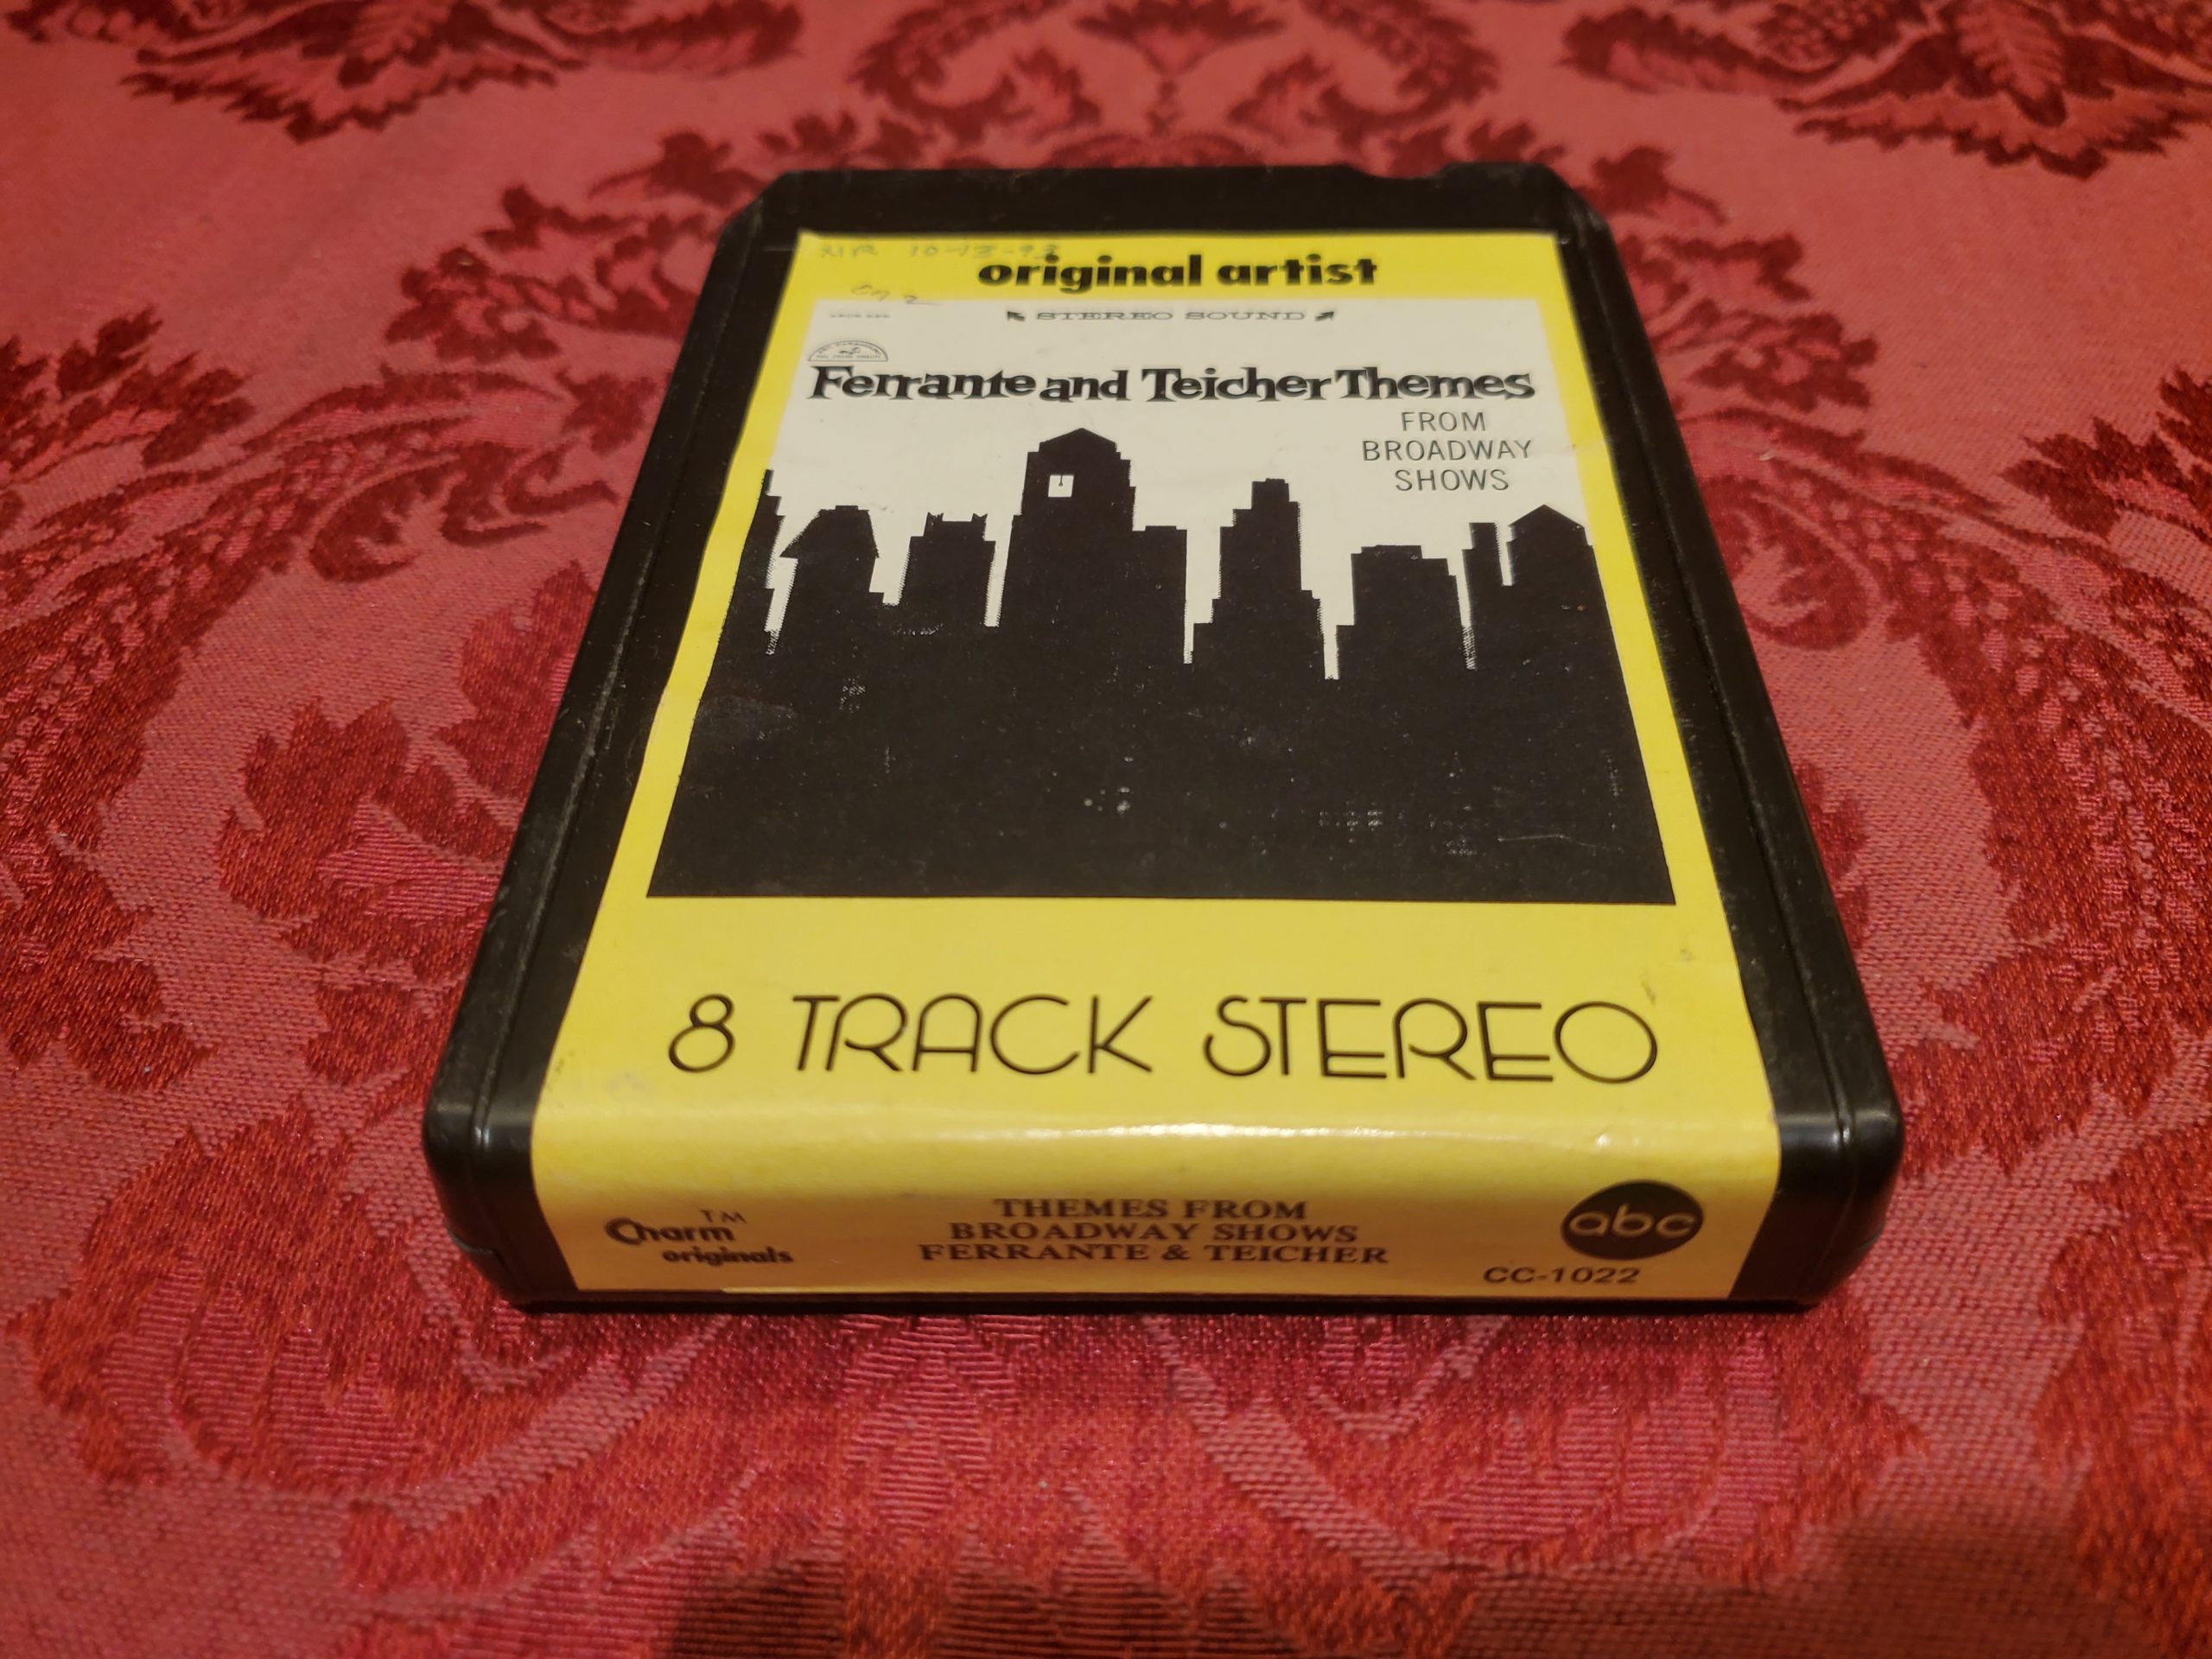 original artist
STEREO SOUND
Ferrante and Teicher Themes
FROM
BROADWAY
SHOWS
8 TRACK STEREO
Charm TM
originals
THEMES FROM
BROADWAY SHOWS
FERRANTE & TEICHER
abc
CC-1022